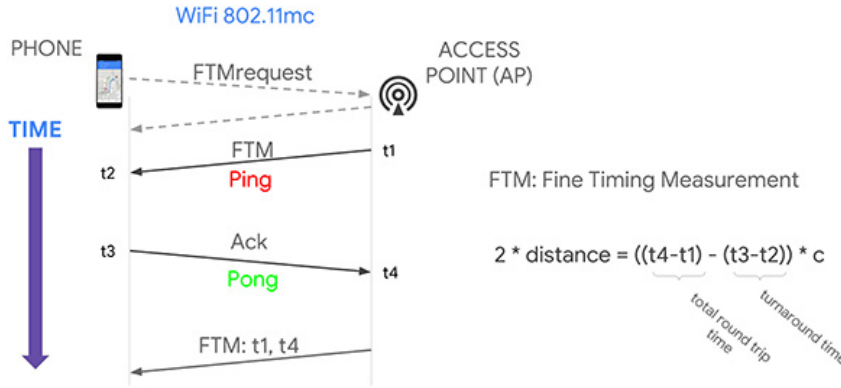 WiFi 802.11mc
PHONE
ACCESS
POINT (AP)
FTMrequest
TIME
FTM
t1
t2
Ping
FTM: Fine Timing Measurement
t3
Ack
t4
Pong
2 * distance = ((t4-t1) - (t3-t2)) * c
total round trip
time
turnaround time
FTM: t1, t4